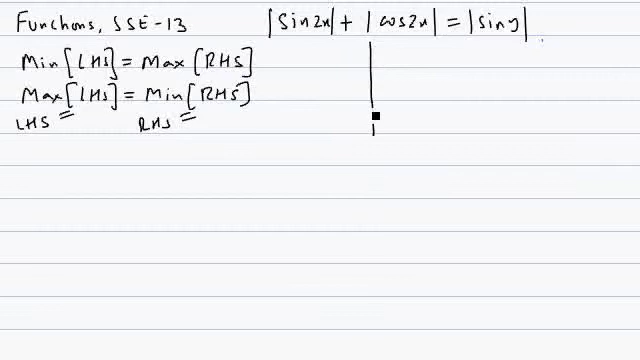 Functions, SSE-13
|Sin2x| + |cos2x| = |siny|
Min[LHS] = Max[RHS]
Max[LHS] = Min[RHS]
LHS = RHS =